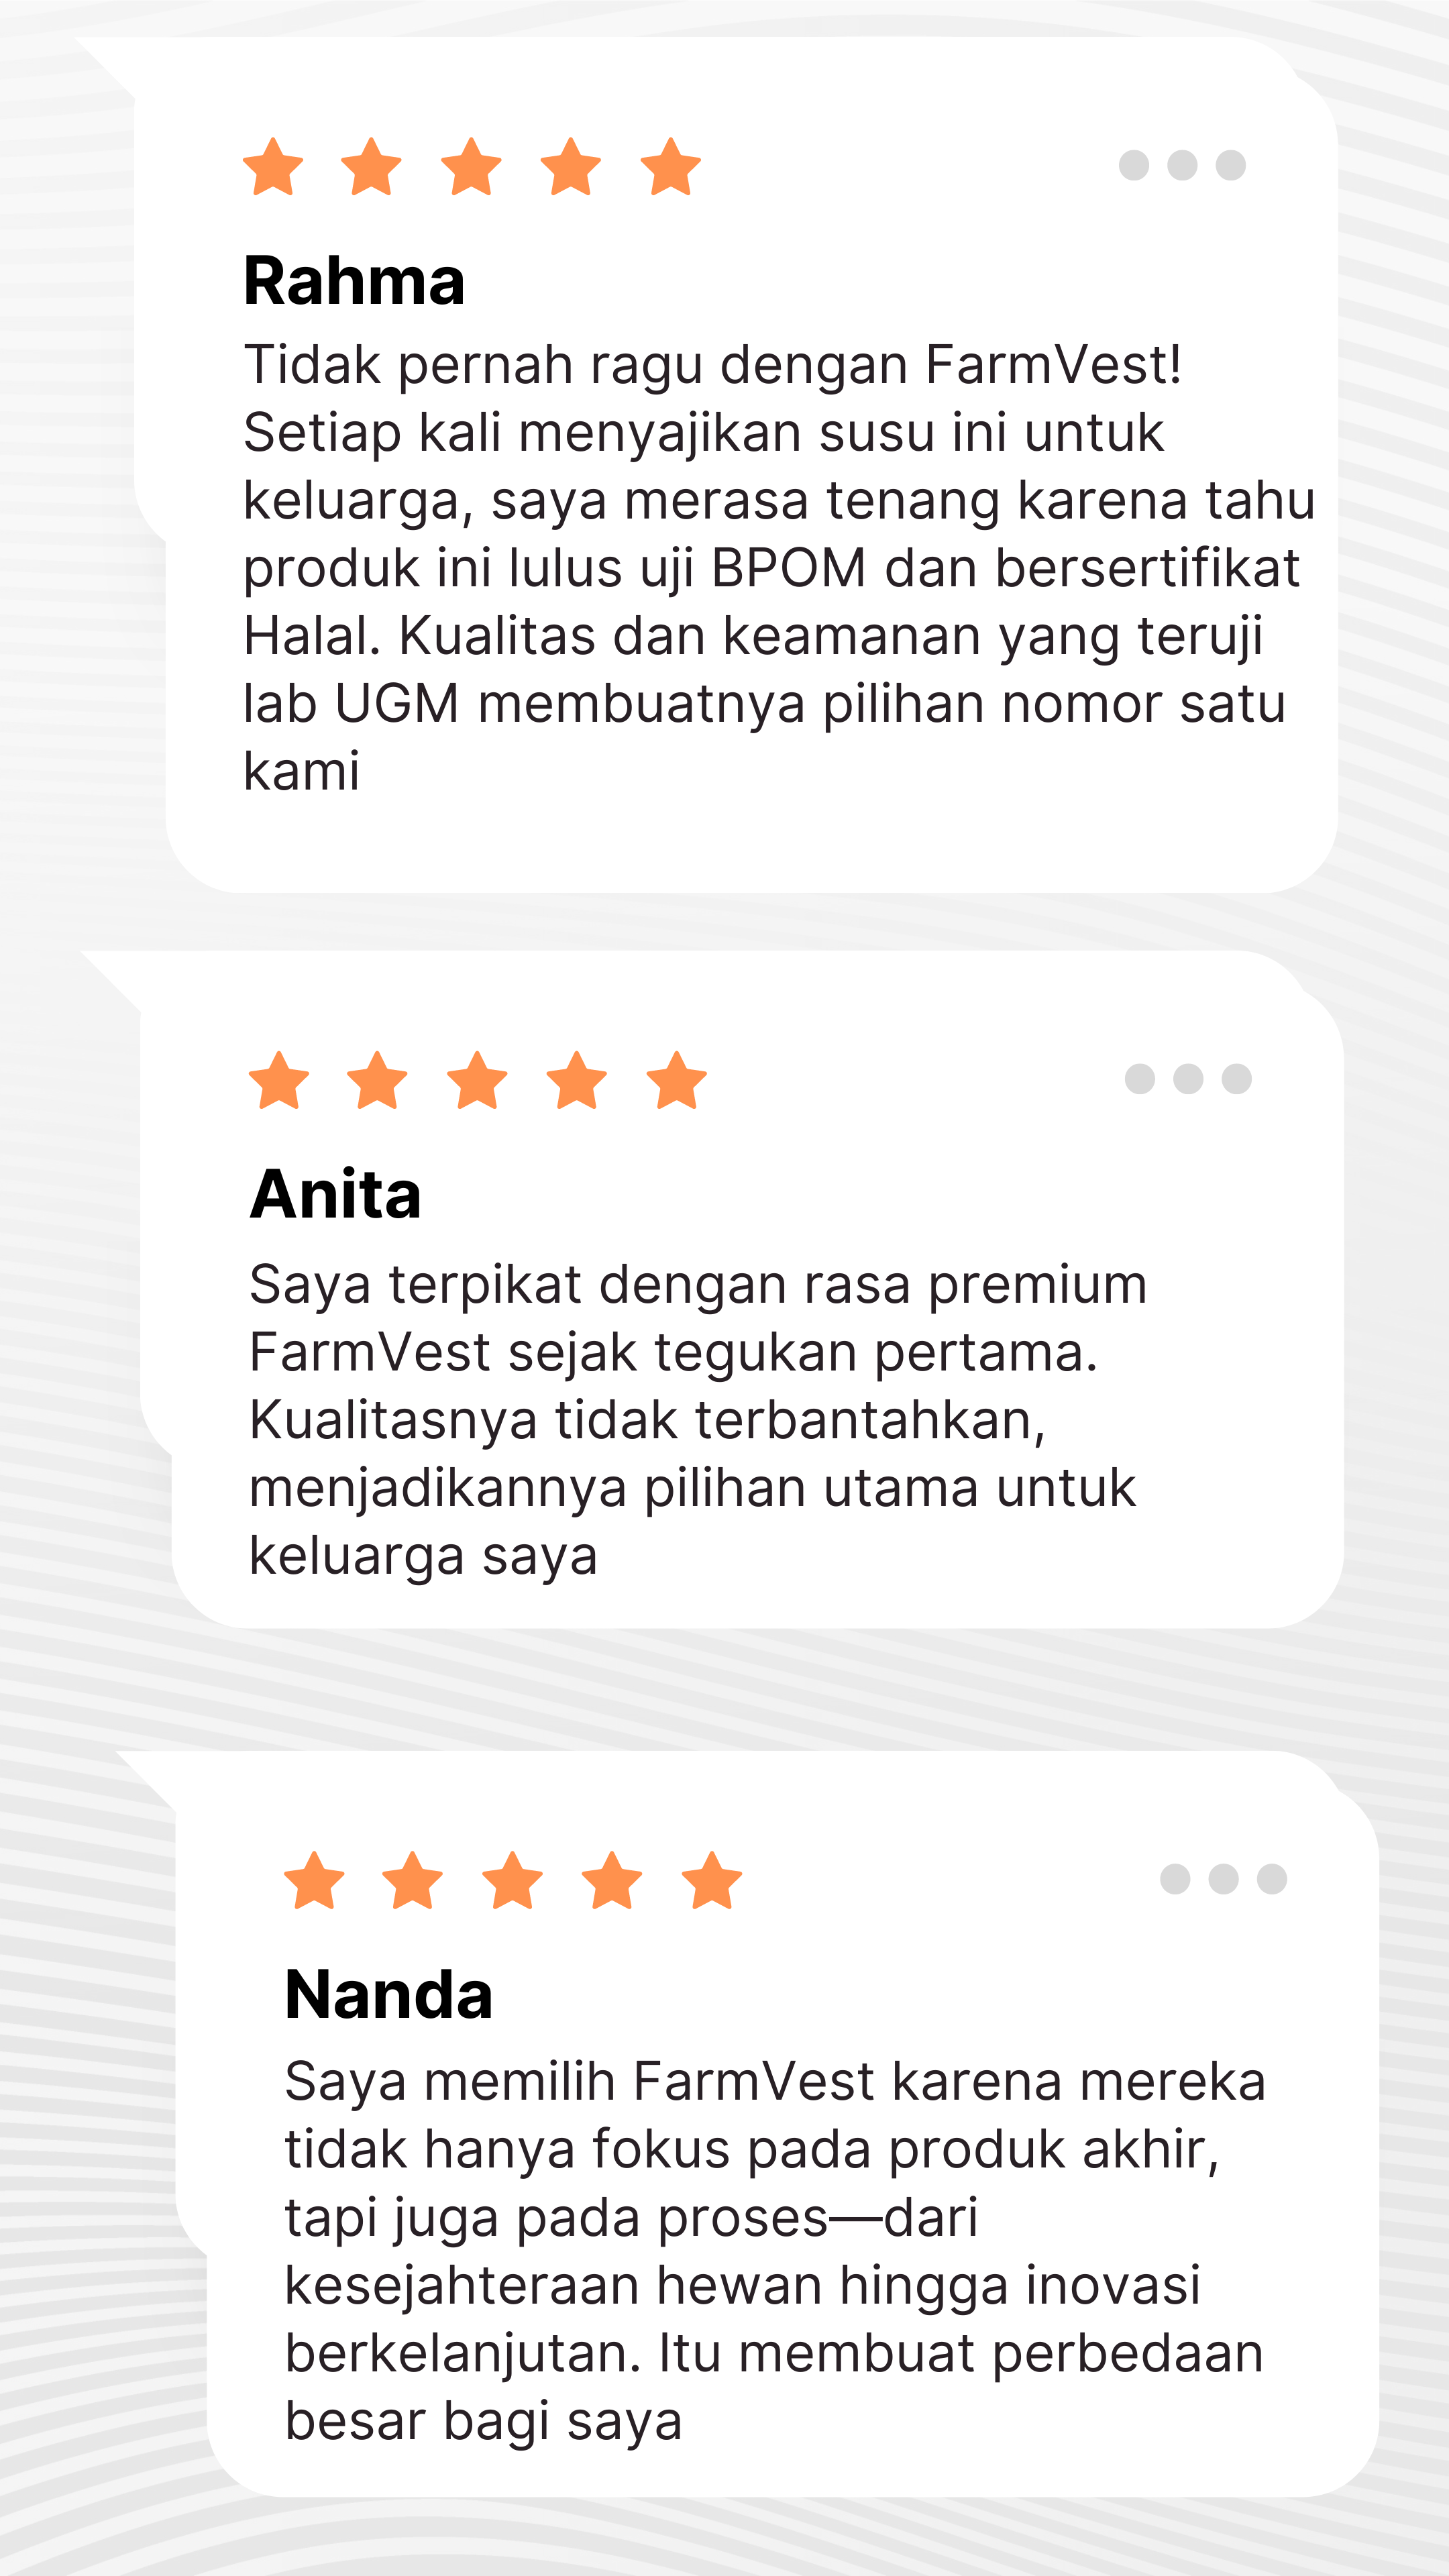 Rahma
Tidak pernah ragu dengan FarmVest!
Setiap kali menyajikan susu ini untuk
keluarga, saya merasa tenang karena tahu
produk ini lulus uji BPOM dan bersertifikat
Halal. Kualitas dan keamanan yang teruji
lab UGM membuatnya pilihan nomor satu
kami
Anita
Saya terpikat dengan rasa premium
FarmVest sejak tegukan pertama.
Kualitasnya tidak terbantahkan,
menjadikannya pilihan utama untuk
keluarga saya
Nanda
Saya memilih FarmVest karena mereka
tidak hanya fokus pada produk akhir,
tapi juga pada proses—dari
kesejahteraan hewan hingga inovasi
berkelanjutan. Itu membuat perbedaan
besar bagi saya